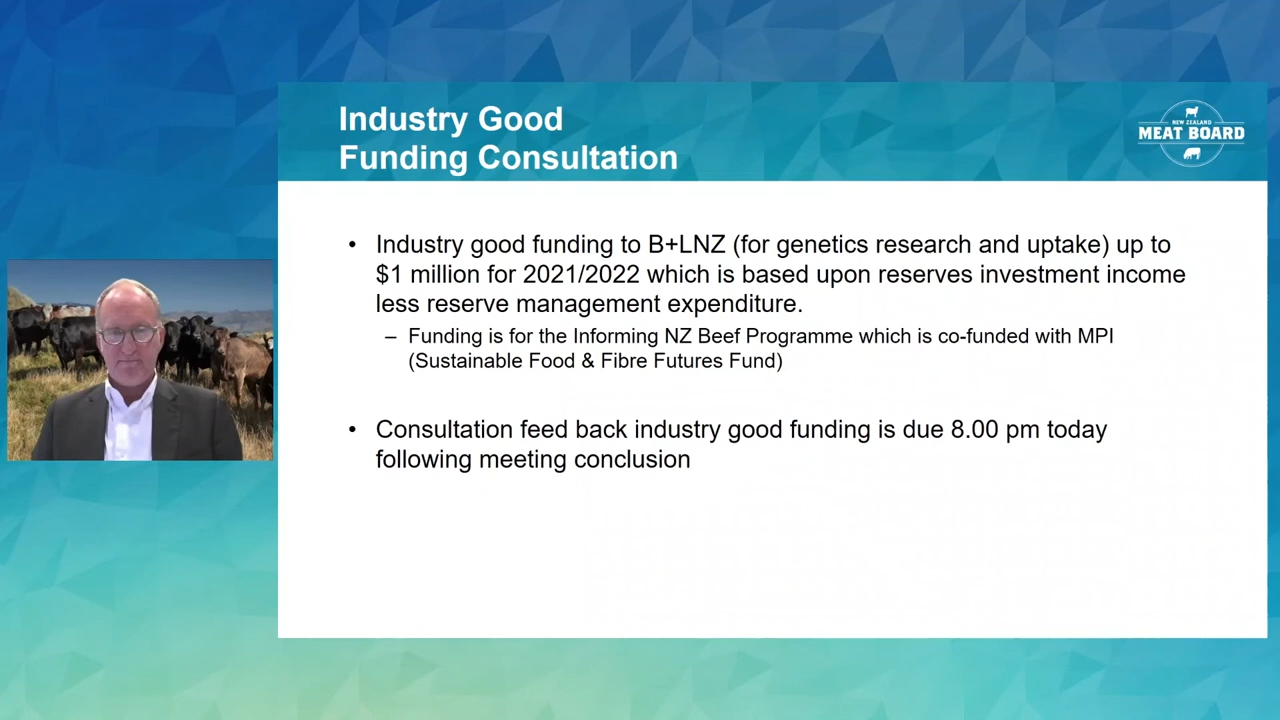 Industry Good
Funding Consultation
NEW ZEALAND
MEAT BOARD
• Industry good funding to B+LNZ (for genetics research and uptake) up to
$1 million for 2021/2022 which is based upon reserves investment income
less reserve management expenditure.
– Funding is for the Informing NZ Beef Programme which is co-funded with MPI
(Sustainable Food & Fibre Futures Fund)
• Consultation feed back industry good funding is due 8.00 pm today
following meeting conclusion